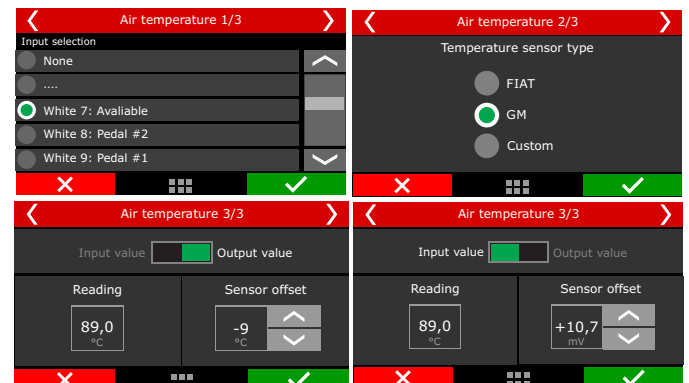 Air temperature 1/3
Input selection
None
....
White 7: Avaliable
White 8: Pedal #2
White 9: Pedal #1
Air temperature 2/3
Temperature sensor type
FIAT
GM
Custom
Air temperature 3/3
Input value Output value
Reading Sensor offset
89,0 -9
°C °C
Air temperature 3/3
Input value Output value
Reading Sensor offset
89,0 +10,7
°C mV